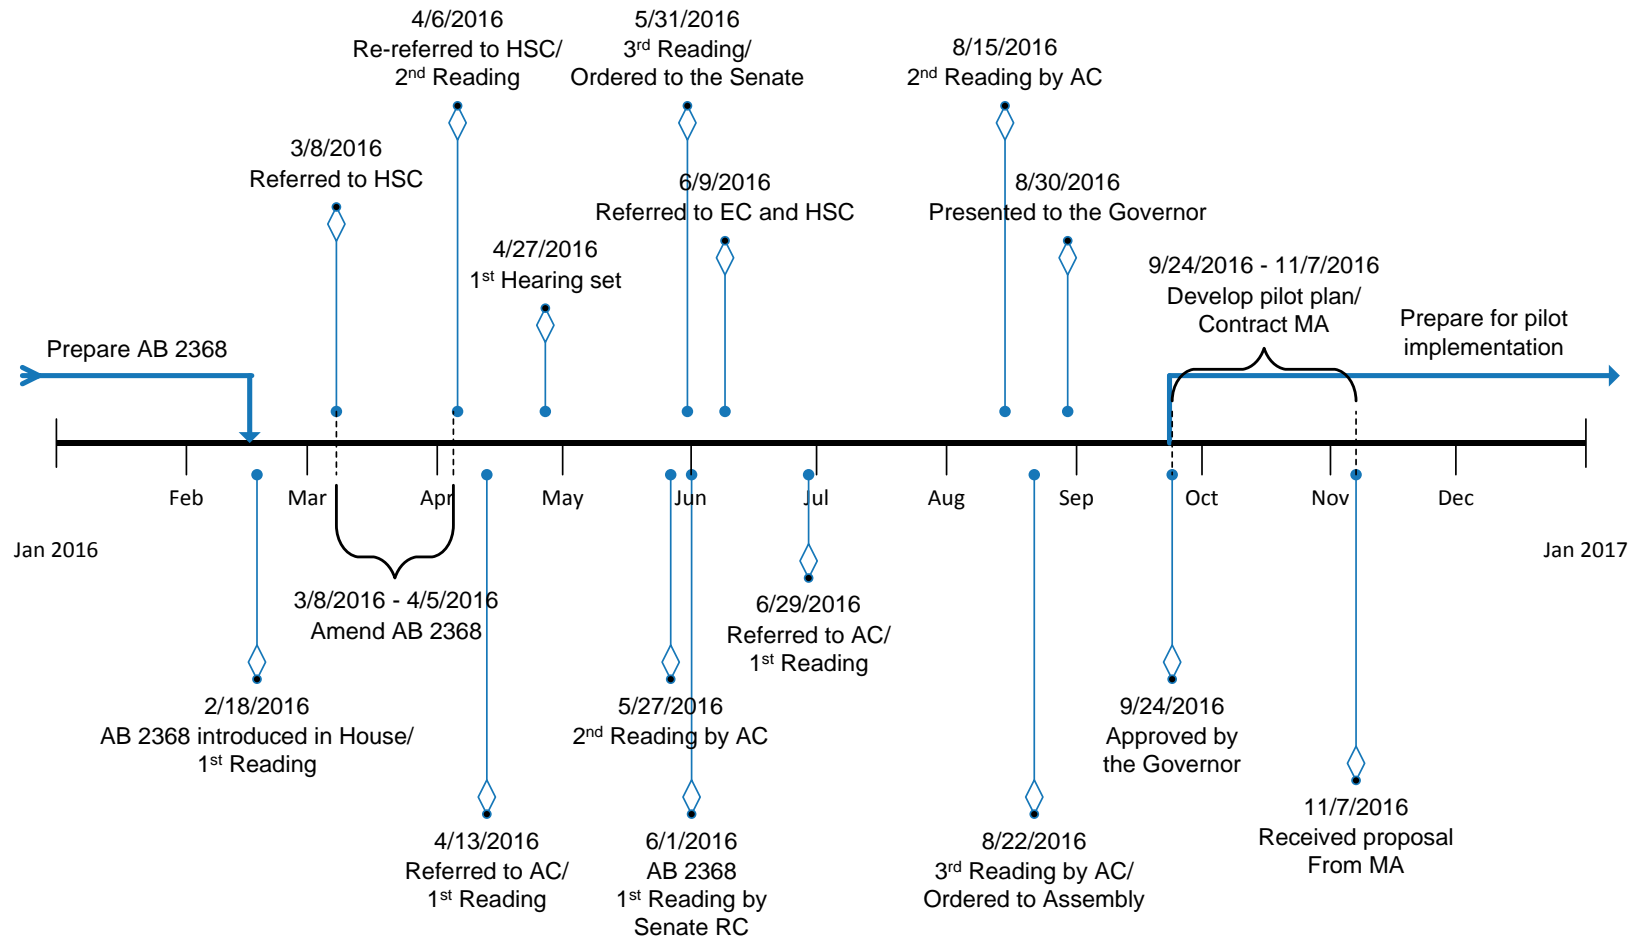 4/6/2016
Re-referred to HSC/
2nd Reading
5/31/2016
3rd Reading/
Ordered to the Senate
8/15/2016
2nd Reading by AC
3/8/2016
Referred to HSC
6/9/2016
Referred to EC and HSC
8/30/2016
Presented to the Governor
4/27/2016
1st Hearing set
9/24/2016 - 11/7/2016
Develop pilot plan/
Contract MA
Prepare for pilot
implementation
Prepare AB 2368
Feb
Mar
Apr
May
Jun
Jul
Aug
Sep
Oct
Nov
Dec
Jan 2016
Jan 2017
3/8/2016 - 4/5/2016
Amend AB 2368
6/29/2016
Referred to AC/
1st Reading
2/18/2016
AB 2368 introduced in House/
1st Reading
5/27/2016
2nd Reading by AC
9/24/2016
Approved by
the Governor
11/7/2016
Received proposal
From MA
4/13/2016
Referred to AC/
1st Reading
6/1/2016
AB 2368
1st Reading by
Senate RC
8/22/2016
3rd Reading by AC/
Ordered to Assembly